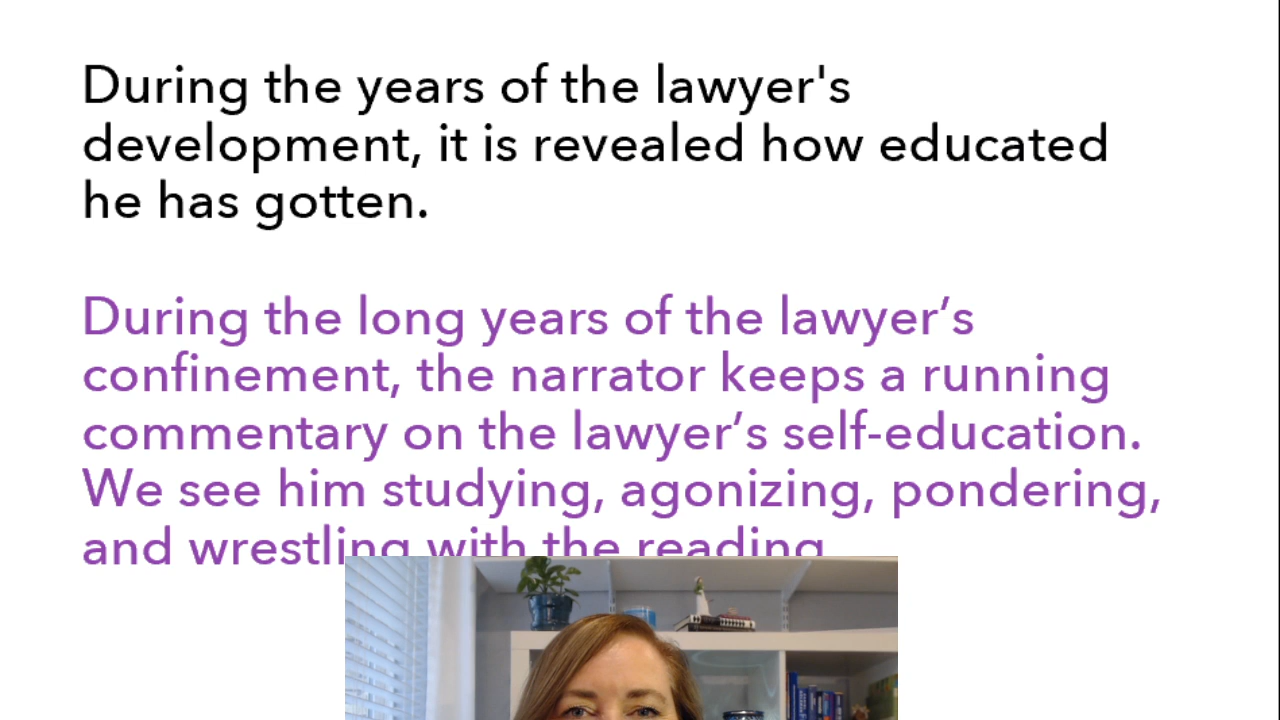 During the years of the lawyer's
development, it is revealed how educated
he has gotten.
During the long years of the lawyer’s
confinement, the narrator keeps a running
commentary on the lawyer’s self-education.
We see him studying, agonizing, pondering,
and wrestling with the reading